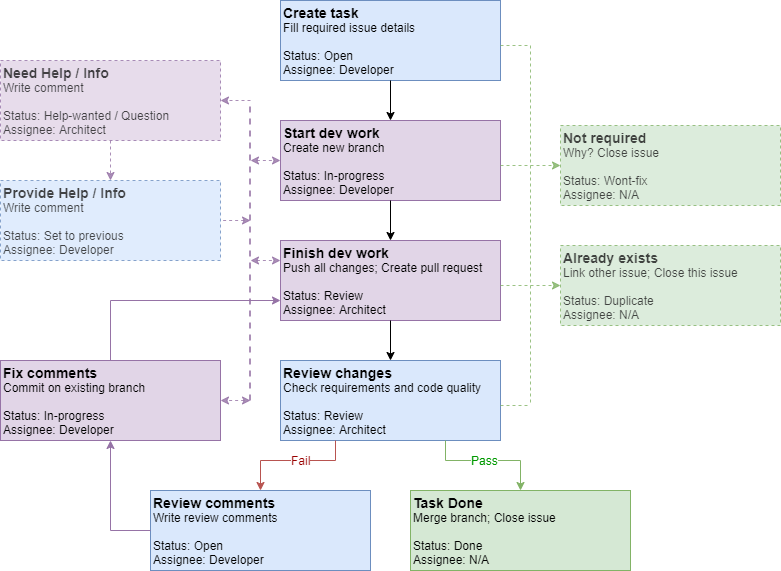 Create task
Fill required issue details
Status: Open
Assignee: Developer
Need Help / Info
Write comment
Status: Help-wanted / Question
Assignee: Architect
Start dev work
Create new branch
Status: In-progress
Assignee: Developer
Not required
Why? Close issue
Status: Wont-fix
Assignee: N/A
Provide Help / Info
Write comment
Status: Set to previous
Assignee: Developer
Finish dev work
Push all changes; Create pull request
Status: Review
Assignee: Architect
Already exists
Link other issue; Close this issue
Status: Duplicate
Assignee: N/A
Fix comments
Commit on existing branch
Status: In-progress
Assignee: Developer
Review changes
Check requirements and code quality
Status: Review
Assignee: Architect
Fail
Pass
Review comments
Write review comments
Status: Open
Assignee: Developer
Task Done
Merge branch; Close issue
Status: Done
Assignee: N/A